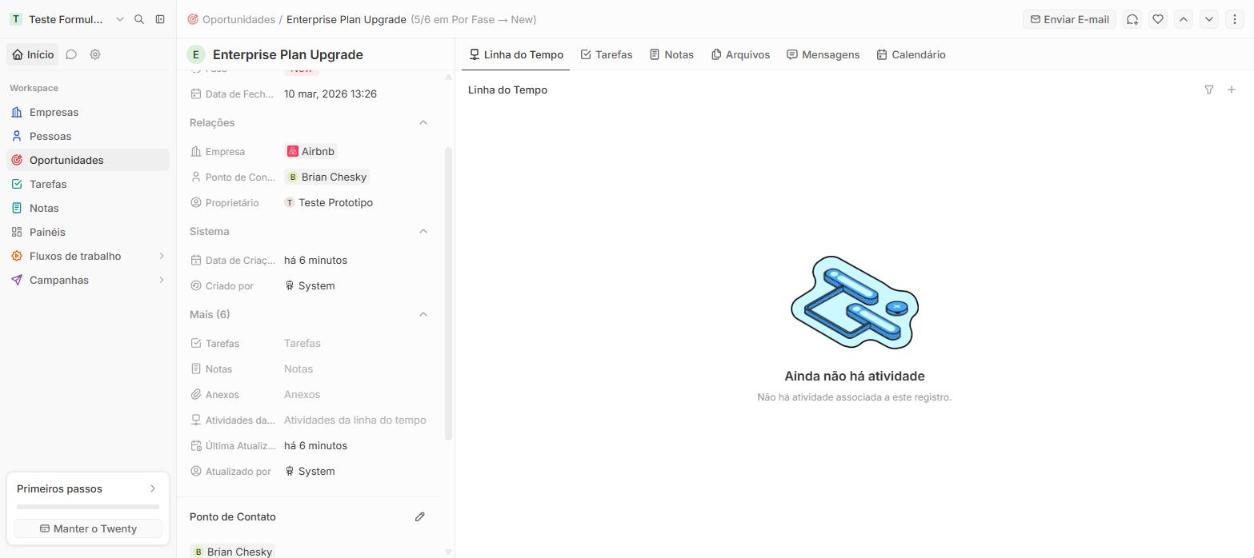 T Teste Formul...
Início
Workspace
Empresas
Pessoas
Oportunidades
Tarefas
Notas
Painéis
Fluxos de trabalho
Campanhas
Primeiros passos
Manter o Twenty
Oportunidades / Enterprise Plan Upgrade (5/6 em Por Fase → New)
Enviar E-mail
E Enterprise Plan Upgrade
Data de Fech... 10 mar, 2026 13:26
Relações
Empresa Airbnb
Ponto de Con... B Brian Chesky
Proprietário T Teste Prototipo
Sistema
Data de Criaç... há 6 minutos
Criado por System
Mais (6)
Tarefas Tarefas
Notas Notas
Anexos Anexos
Atividades da... Atividades da linha do tempo
Última Atualiz... há 6 minutos
Atualizado por System
Ponto de Contato
B Brian Chesky
Linha do Tempo Tarefas Notas Arquivos Mensagens Calendário
Linha do Tempo
Ainda não há atividade
Não há atividade associada a este registro.